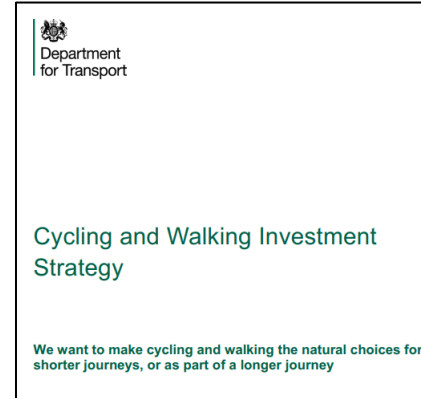 Department
for Transport
Cycling and Walking Investment
Strategy
We want to make cycling and walking the natural choices for
shorter journeys, or as part of a longer journey